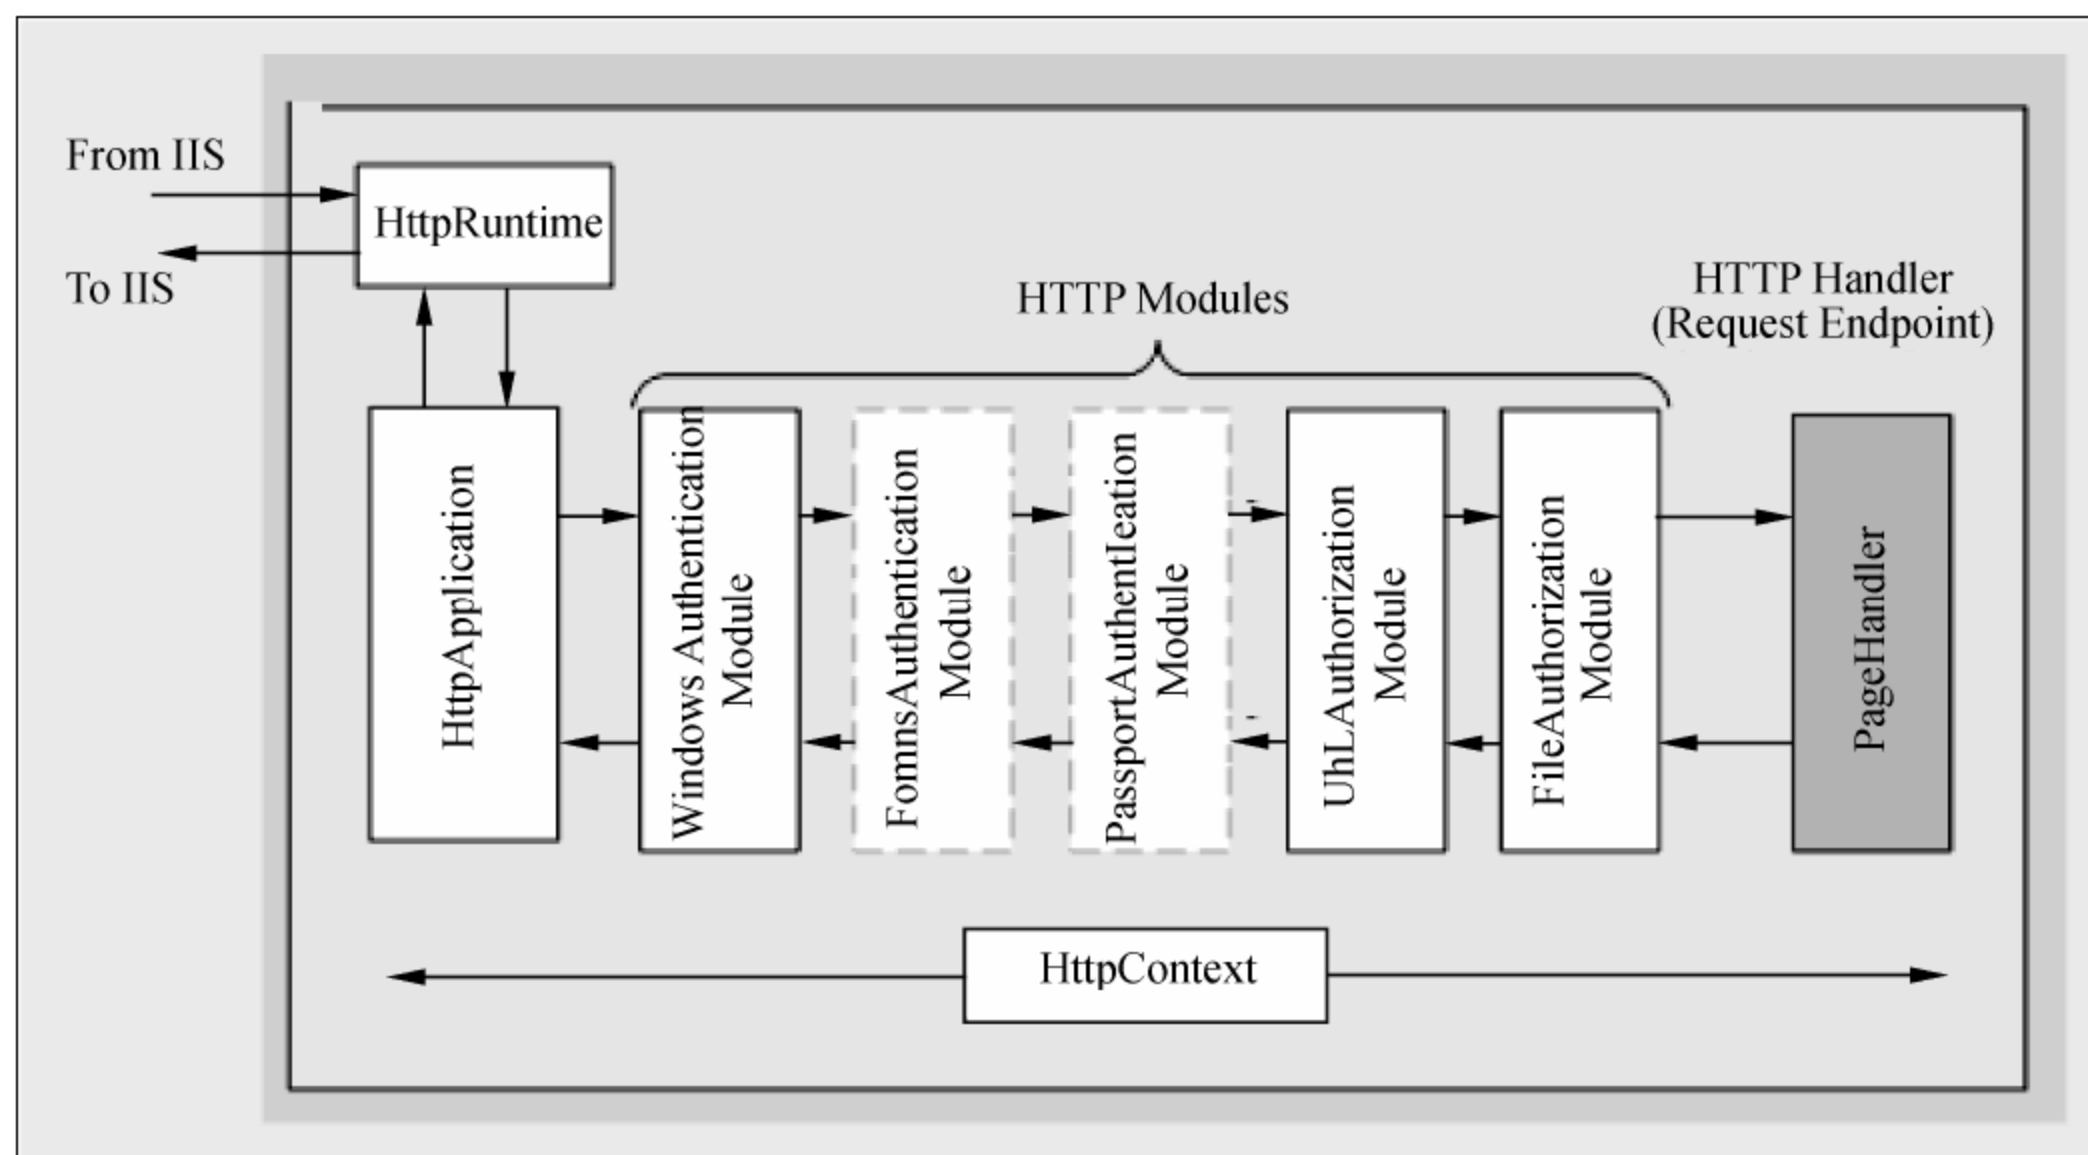 From IIS
To IIS
HttpRuntime
HTTP Modules
HTTP Handler
(Request Endpoint)
HttpApplication
Windows Authentication
Module
FomnsAuthentication
Module
PassportAuthentIeation
Module
UhLAuthorization
Module
FileAuthorization
Module
PageHandler
HttpContext